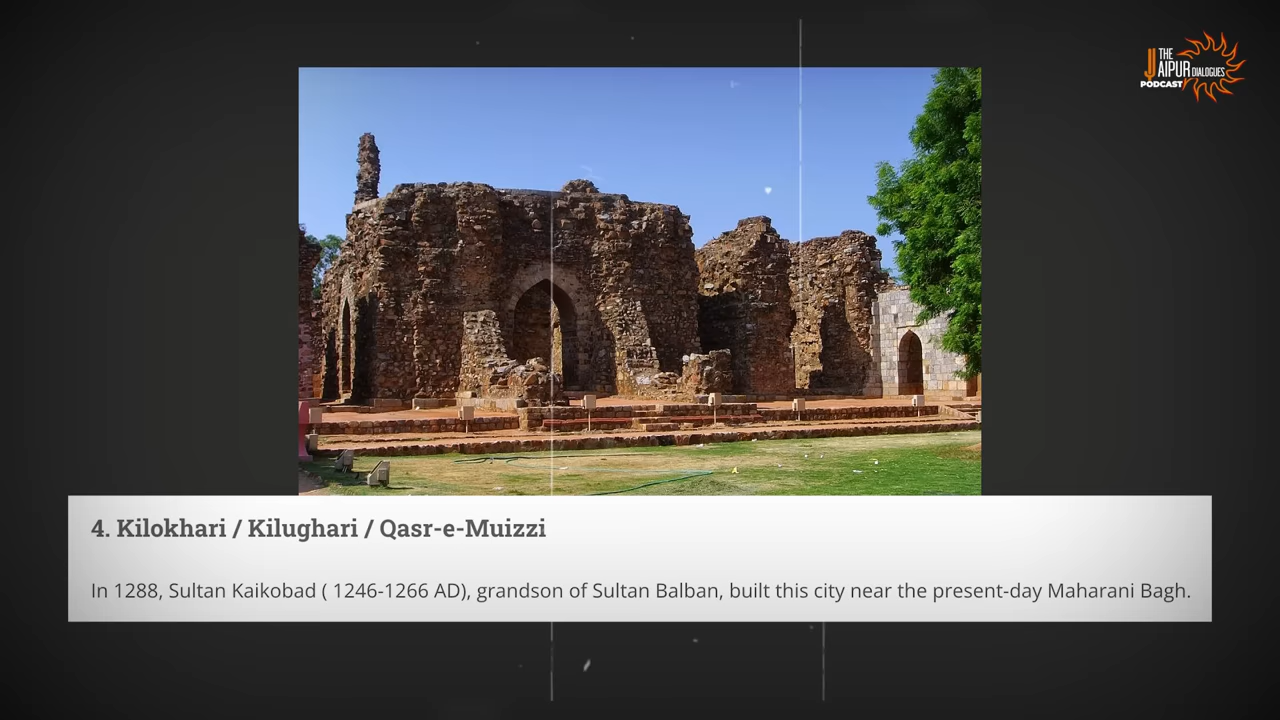 THE
JAIPUR DIALOGUES
PODCAST
4. Kilokhari / Kilughari / Qasr-e-Muizzi
In 1288, Sultan Kaikobad ( 1246-1266 AD), grandson of Sultan Balban, built this city near the present-day Maharani Bagh.